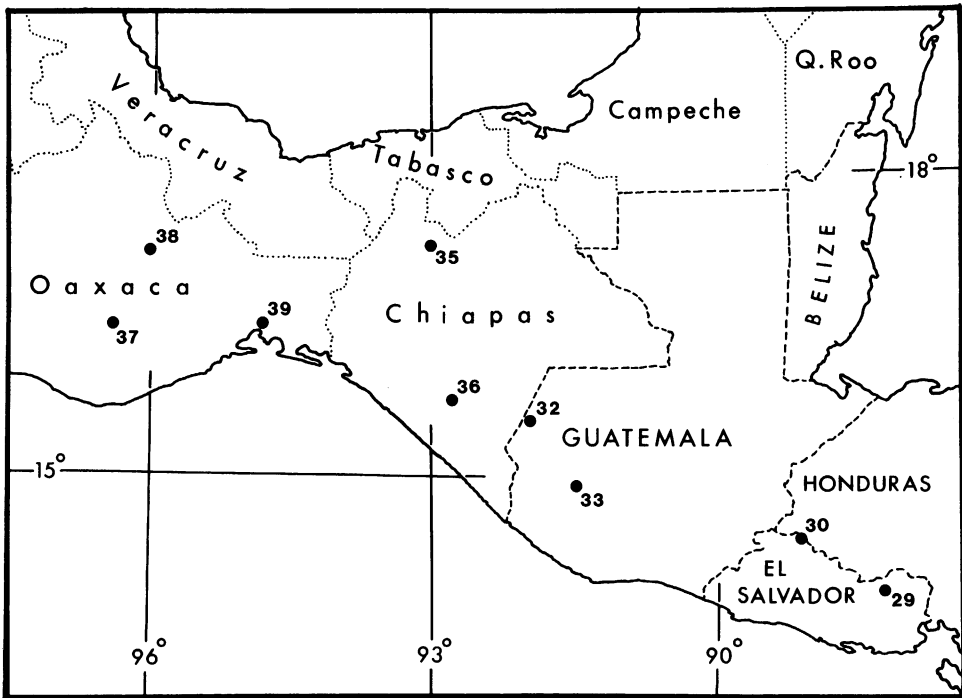 Q.Roo
Campeche
Veracruz
Tabasco
18°
38
35
BELIZE
Oaxaca
Chiapas
39
37
36
32
GUATEMALA
15°
33
HONDURAS
30
EL
SALVADOR
29
96°
93°
90°